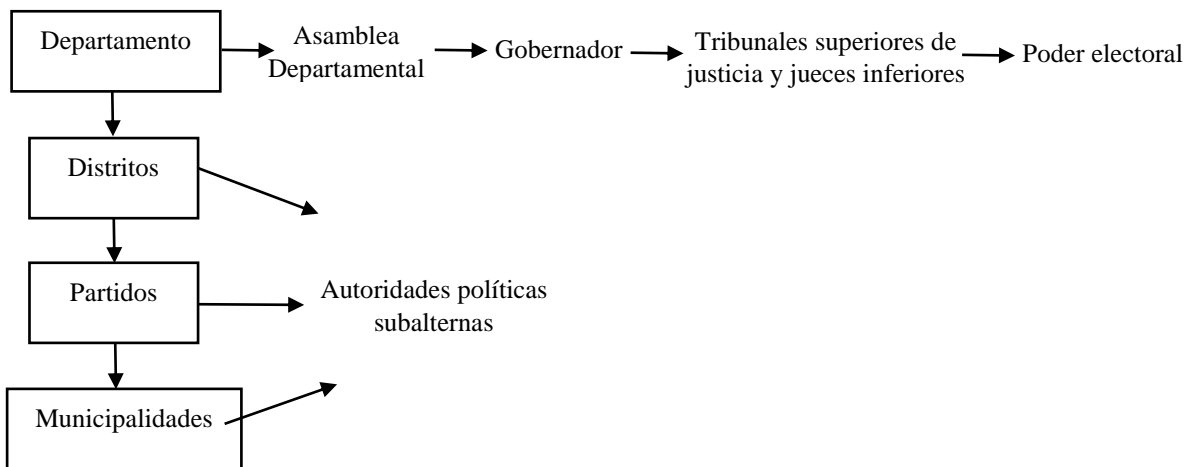 Departamento
Asamblea
Departamental
Gobernador
Tribunales superiores de
justicia y jueces inferiores
Poder electoral
Distritos
Partidos
Autoridades políticas
subalternas
Municipalidades